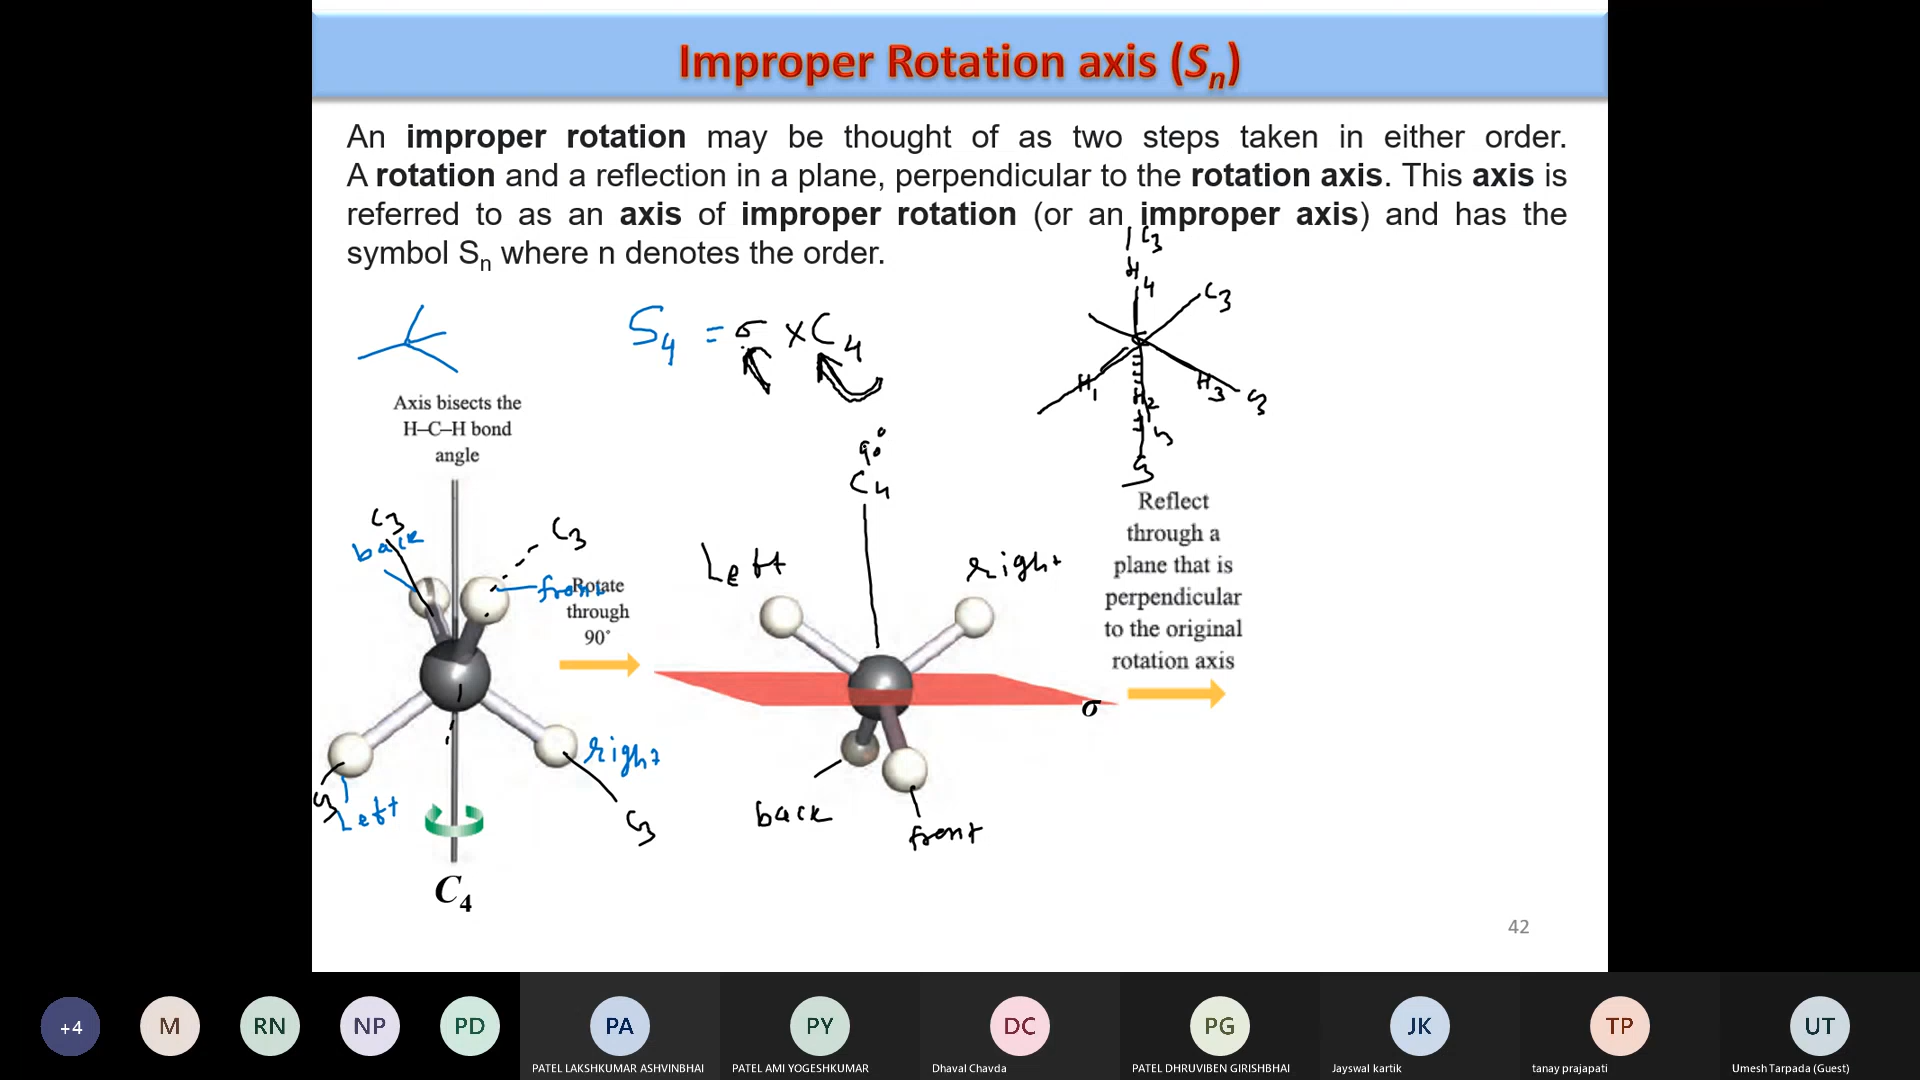 Improper Rotation axis (Sn)
An improper rotation may be thought of as two steps taken in either order.
A rotation and a reflection in a plane, perpendicular to the rotation axis. This axis is
referred to as an axis of improper rotation (or an improper axis) and has the
symbol Sn where n denotes the order.
C3
H4
C3
H1
H2
H3
C3
C3
S4 = σ × C4
90°
C4
Axis bisects the
H–C–H bond
angle
C3
back
C3
front
Rotate
through
90°
Left
right
C3
Left
right
C3
C4
back
front
σ
Reflect
through a
plane that is
perpendicular
to the original
rotation axis
42
+4
M
RN
NP
PD
PA
PATEL LAKSHKUMAR ASHVINBHAI
PY
PATEL AMI YOGESHKUMAR
DC
Dhaval Chavda
PG
PATEL DHRUVIBEN GIRISHBHAI
JK
Jayswal kartik
TP
tanay prajapati
UT
Umesh Tarpada (Guest)